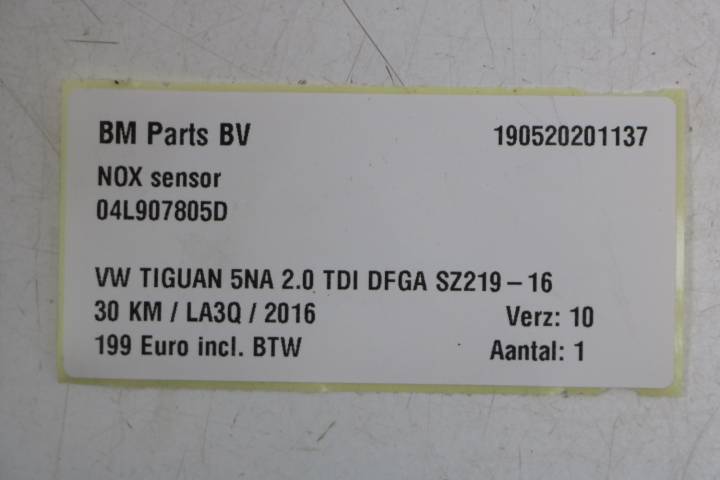 BM Parts BV 190520201137
NOX sensor
04L907805D
VW TIGUAN 5NA 2.0 TDI DFGA SZ219 – 16
30 KM / LA3Q / 2016 Verz: 10
199 Euro incl. BTW Aantal: 1